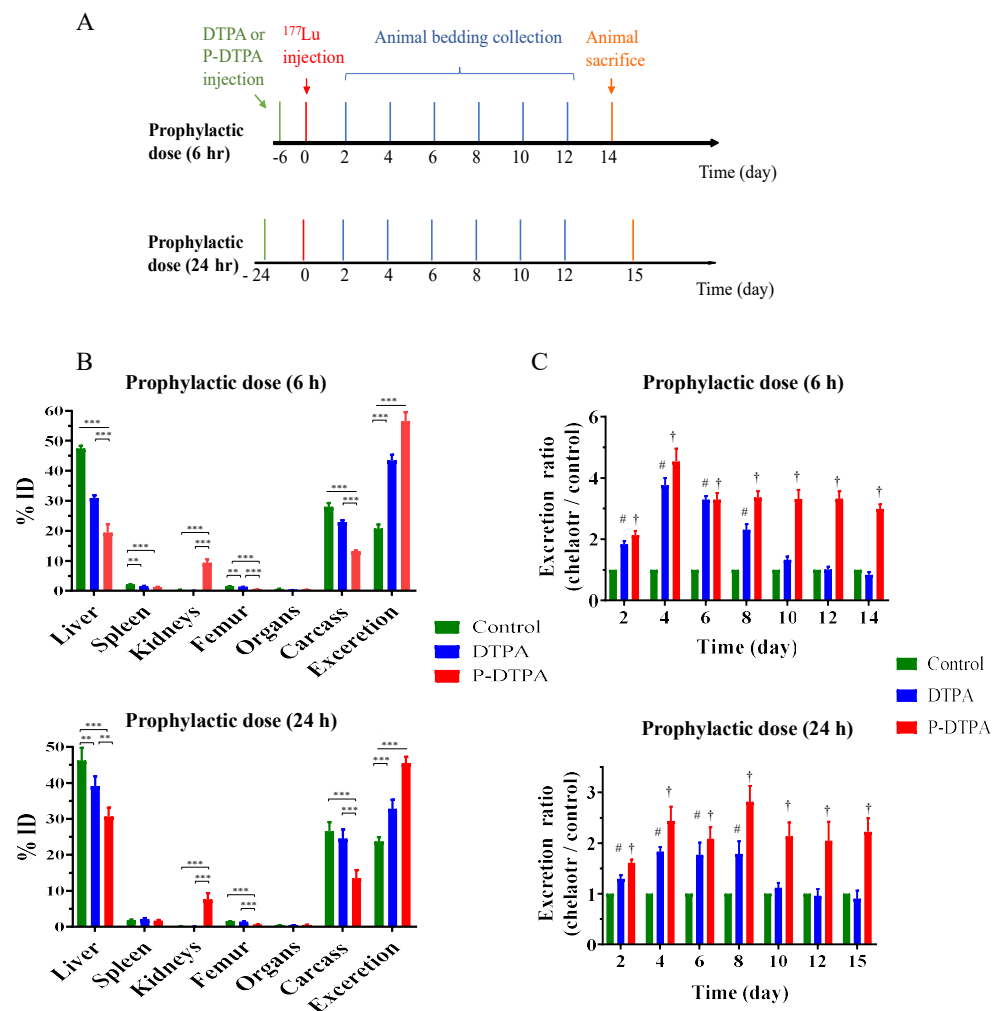 A
DTPA or
P-DTPA
injection
¹⁷⁷Lu
injection
Animal bedding collection
Animal
sacrifice
Prophylactic
dose (6 hr)
-6 0 2 4 6 8 10 12 14
Time (day)
Prophylactic
dose (24 hr)
- 24 0 2 4 6 8 10 12 15
Time (day)
B
Prophylactic dose (6 h)
% ID
60
50
40
30
20
10
0
*** *** *** ** *** *** *** ** *** *** *** *** ***
Liver Spleen Kidneys Femur Organs Carcass Excretion
Control
DTPA
P-DTPA
Prophylactic dose (24 h)
% ID
50
40
30
20
10
0
*** ** ** *** *** *** *** *** *** *** ***
Liver Spleen Kidneys Femur Organs Carcass Excretion
C
Prophylactic dose (6 h)
Excretion ratio
(chelaotr / control)
6
4
2
0
# † # † # † # † † † †
2 4 6 8 10 12 14
Time (day)
Control
DTPA
P-DTPA
Prophylactic dose (24 h)
Excretion ratio
(chelaotr / control)
3
2
1
0
# † # † # † # † † † †
2 4 6 8 10 12 15
Time (day)